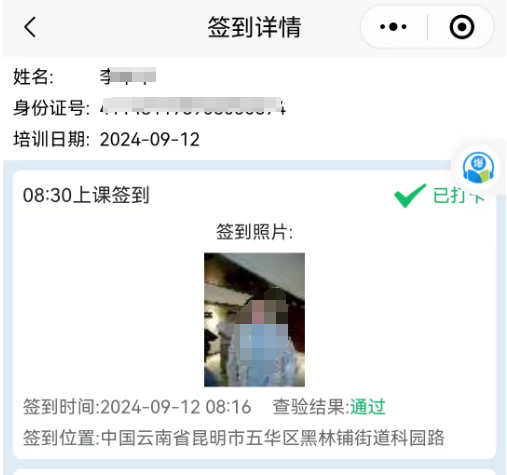 签到详情
姓名: 李
身份证号:
培训日期: 2024-09-12
爆
08:30上课签到
已打卡
签到照片:
签到时间:2024-09-12 08:16 查验结果:通过
签到位置:中国云南省昆明市五华区黑林铺街道科园路